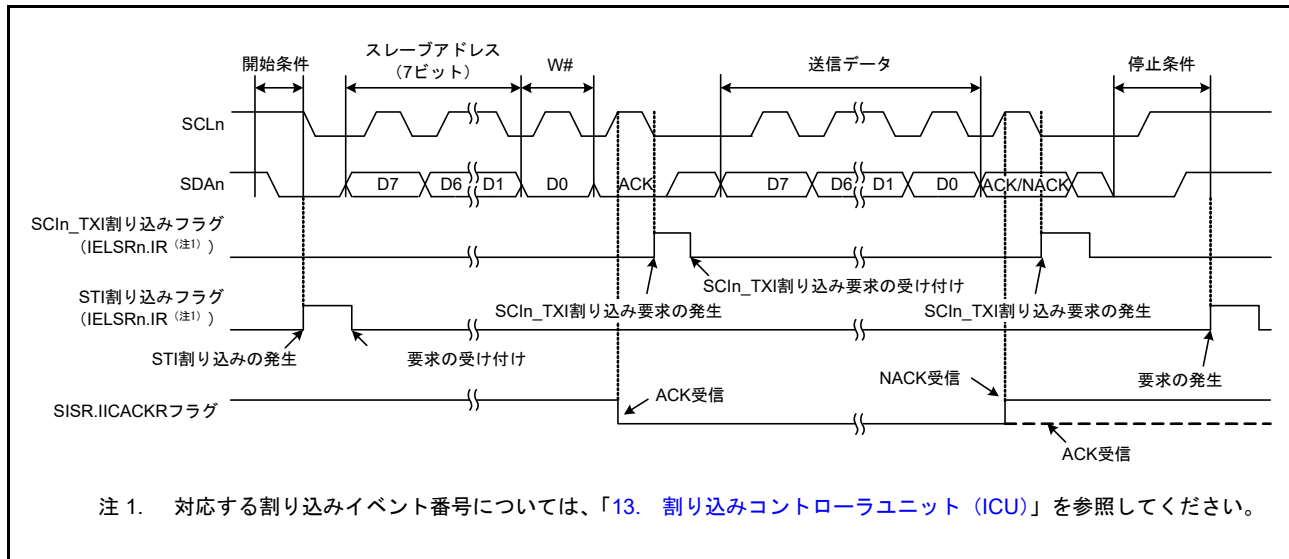 開始条件
スレーブアドレス
（7ビット）
W#
送信データ
停止条件
SCLn
SDAn
D7
D6
D1
D0
ACK
D7
D6
D1
D0
ACK/NACK
SCIn_TXI割り込みフラグ
（IELSRn.IR（注1））
SCIn_TXI割り込み要求の受け付け
STI割り込みフラグ
（IELSRn.IR（注1））
SCIn_TXI割り込み要求の発生
SCIn_TXI割り込み要求の発生
STI割り込みの発生
要求の受け付け
要求の発生
SISR.IICACKRフラグ
ACK受信
NACK受信
ACK受信
注 1. 対応する割り込みイベント番号については、「13. 割り込みコントローラユニット（ICU）」を参照してください。